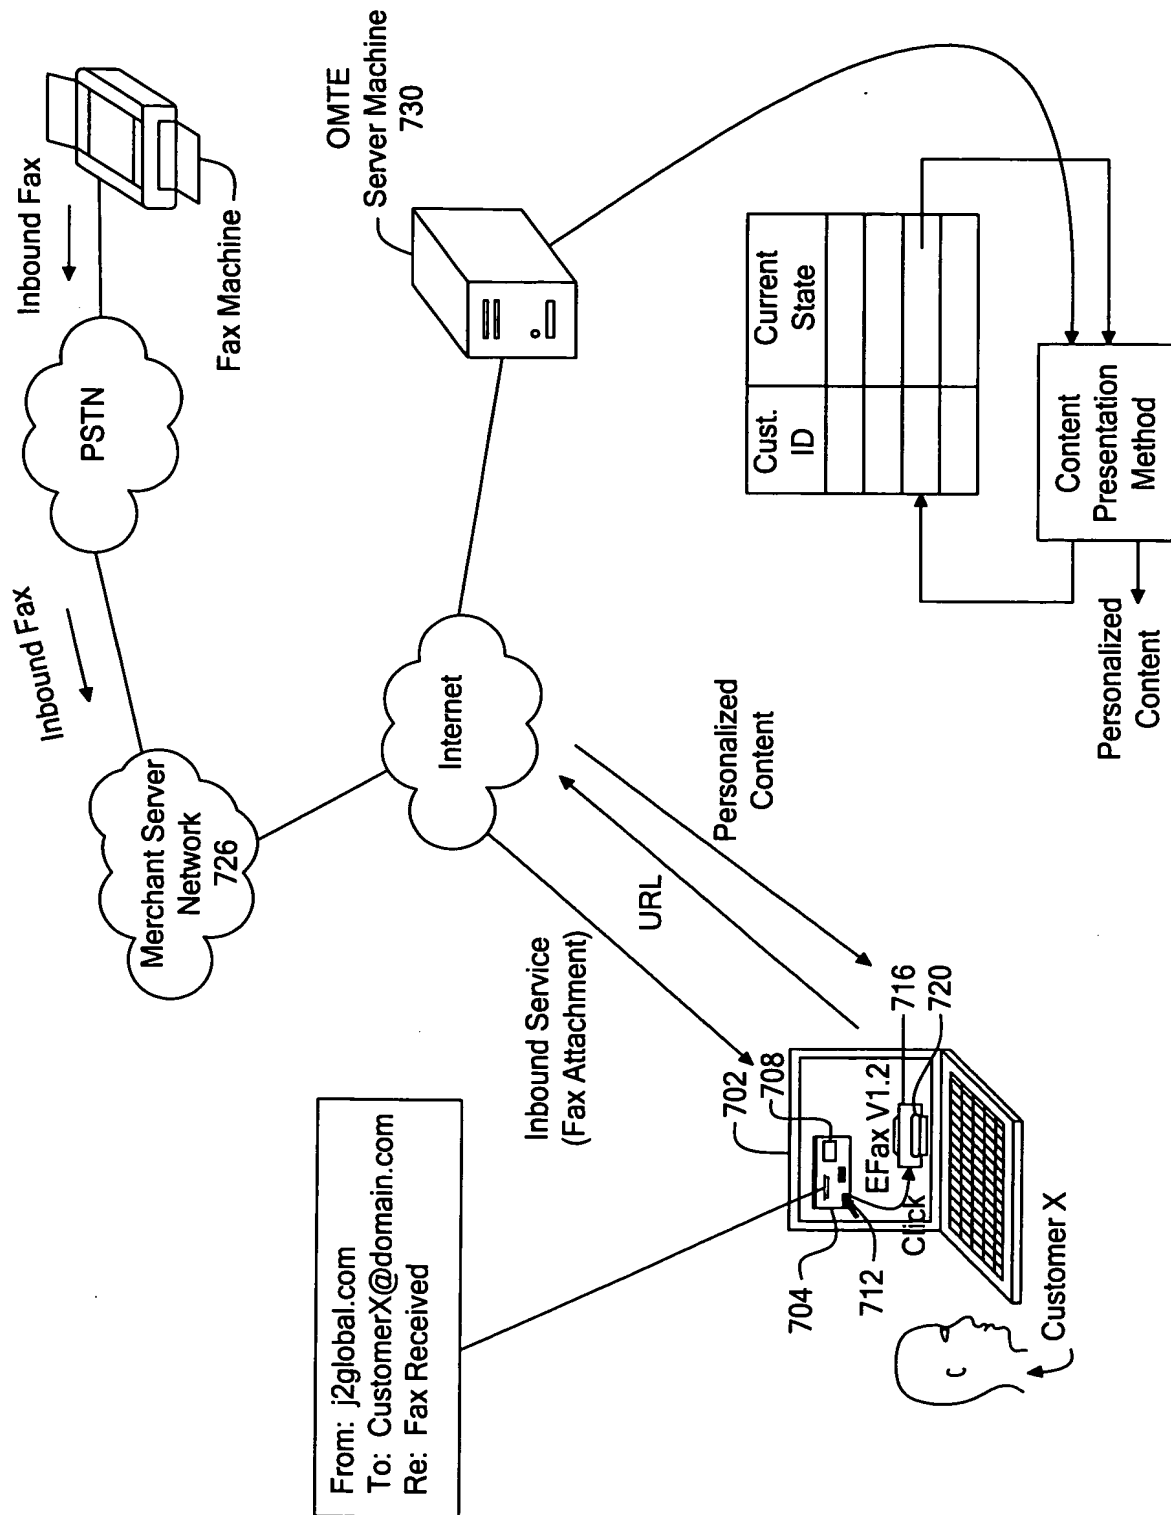 From: j2global.com
To: CustomerX@domain.com
Re: Fax Received
Merchant Server
Network
726
Inbound Fax
PSTN
Inbound Fax
Fax Machine
Internet
OMTE
Server Machine
730
Inbound Service
(Fax Attachment)
URL
Personalized
Content
702
708
704
712
Click
EFax V1.2
716
720
Customer X
Cust.
ID
Current
State
Content
Presentation
Method
Personalized
Content